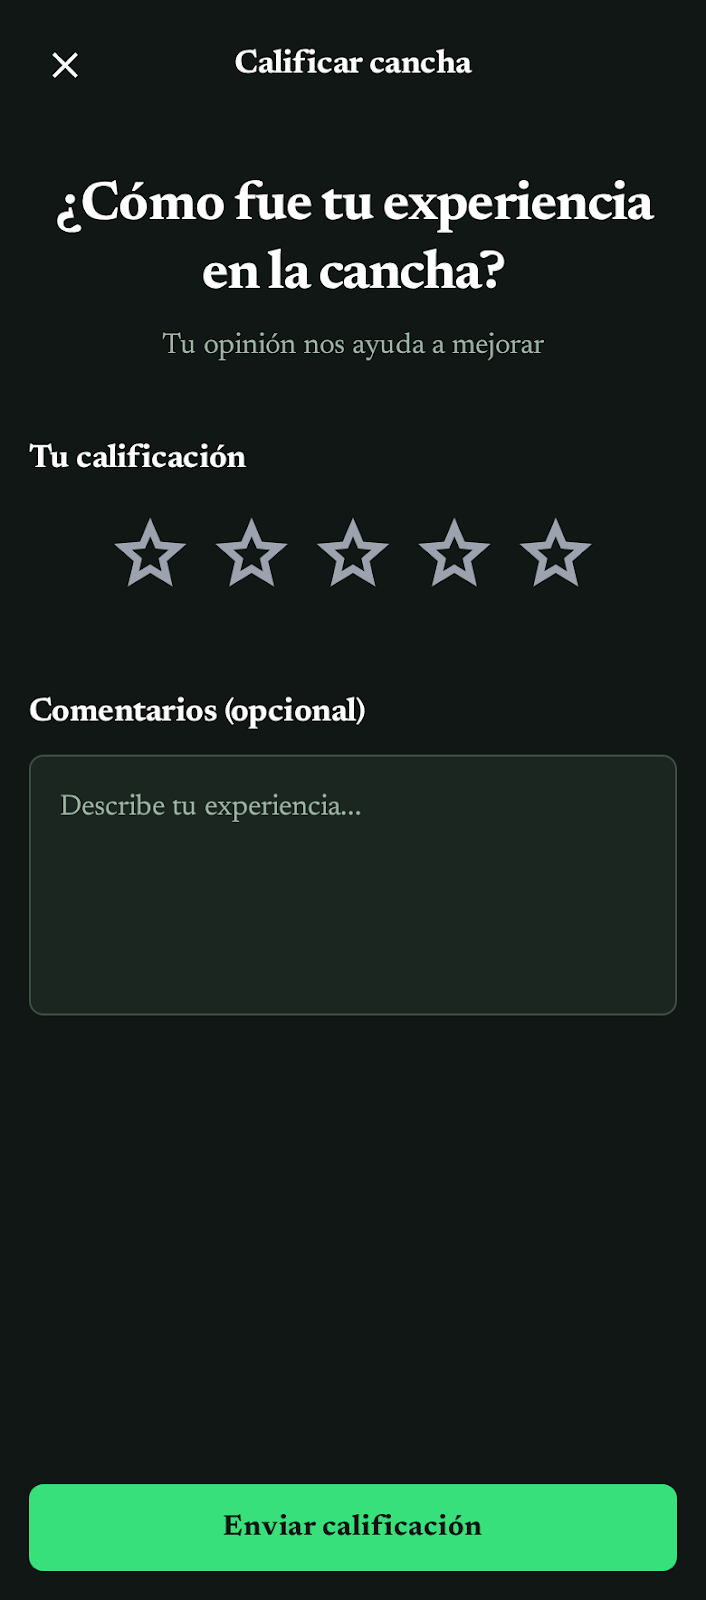 Calificar cancha
¿Cómo fue tu experiencia
en la cancha?
Tu opinión nos ayuda a mejorar
Tu calificación
Comentarios (opcional)
Describe tu experiencia...
Enviar calificación